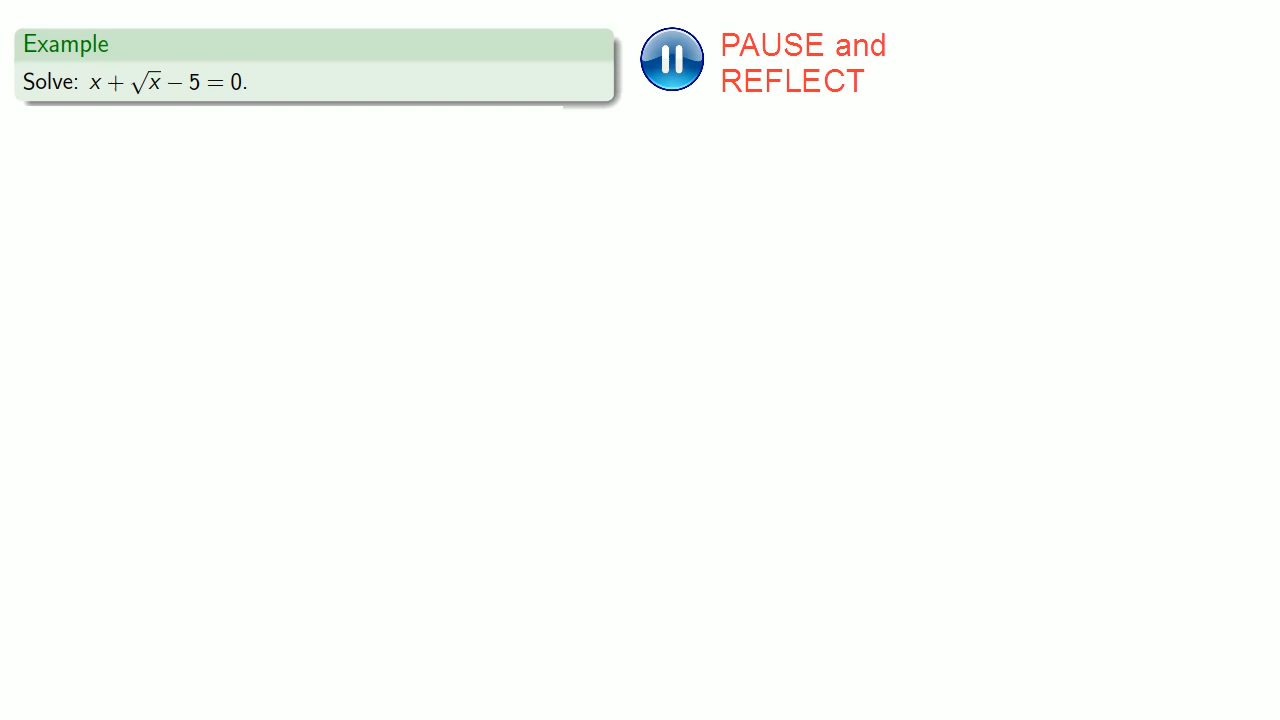 Example
Solve: x + √x − 5 = 0.
PAUSE and
REFLECT